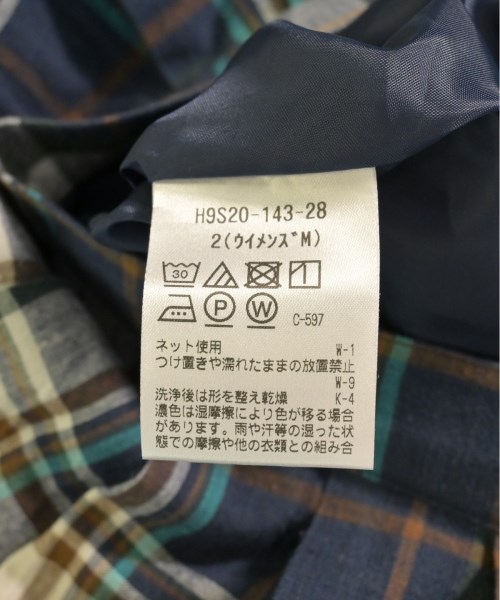 H9S20-143-28
2(ウイメンズM)
30
P W C-597
ネット使用 W-1
つけ置きや濡れたままの放置禁止
W-9
洗浄後は形を整え乾燥 K-4
濃色は湿摩擦により色が移る場合
があります。雨や汗等の湿った状
態での摩擦や他の衣類との組み合